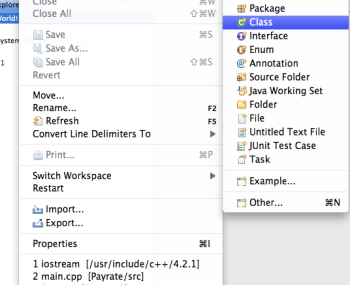 xplore
World!
system
1
Close ⌘W
Close All ⇧⌘W
Save ⌘S
Save As...
Save All ⇧⌘S
Revert
Move...
Rename... F2
Refresh F5
Convert Line Delimiters To
Print... ⌘P
Switch Workspace
Restart
Import...
Export...
Properties ⌘I
1 iostream [/usr/include/c++/4.2.1]
2 main.cpp [Payrate/src]
Package
Class
Interface
Enum
Annotation
Source Folder
Java Working Set
Folder
File
Untitled Text File
JUnit Test Case
Task
Example...
Other... ⌘N